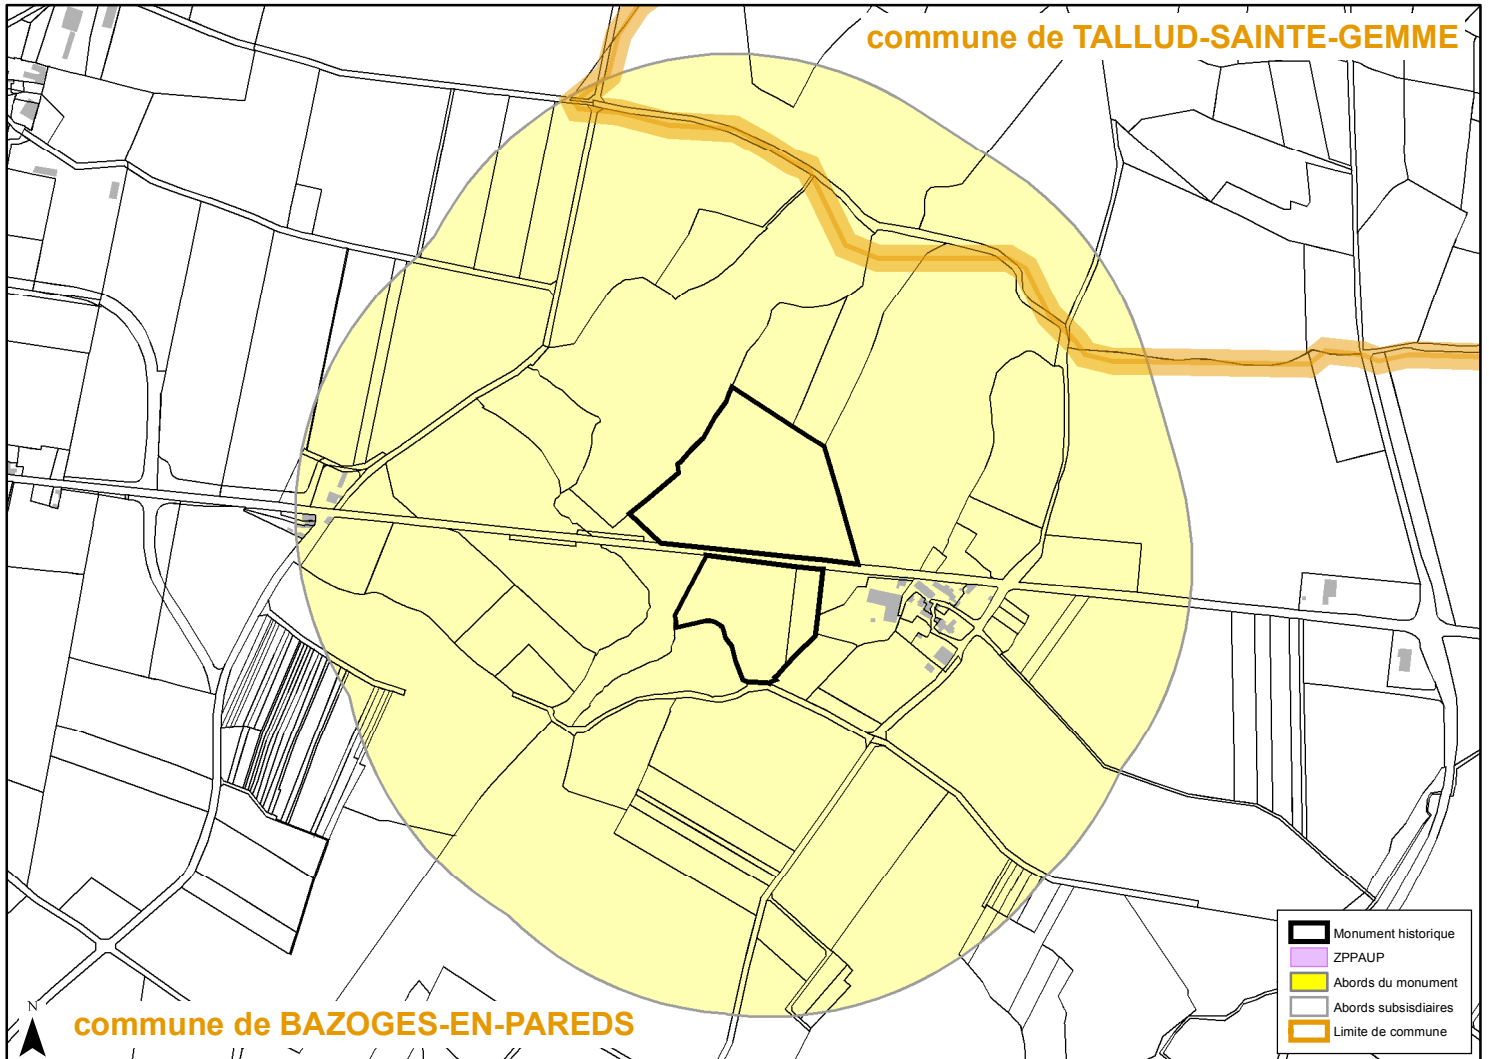 commune de TALLUD-SAINTE-GEMME
Monument historique
ZPPAUP
Abords du monument
Abords subsisdiaires
Limite de commune
N
commune de BAZOGES-EN-PAREDS